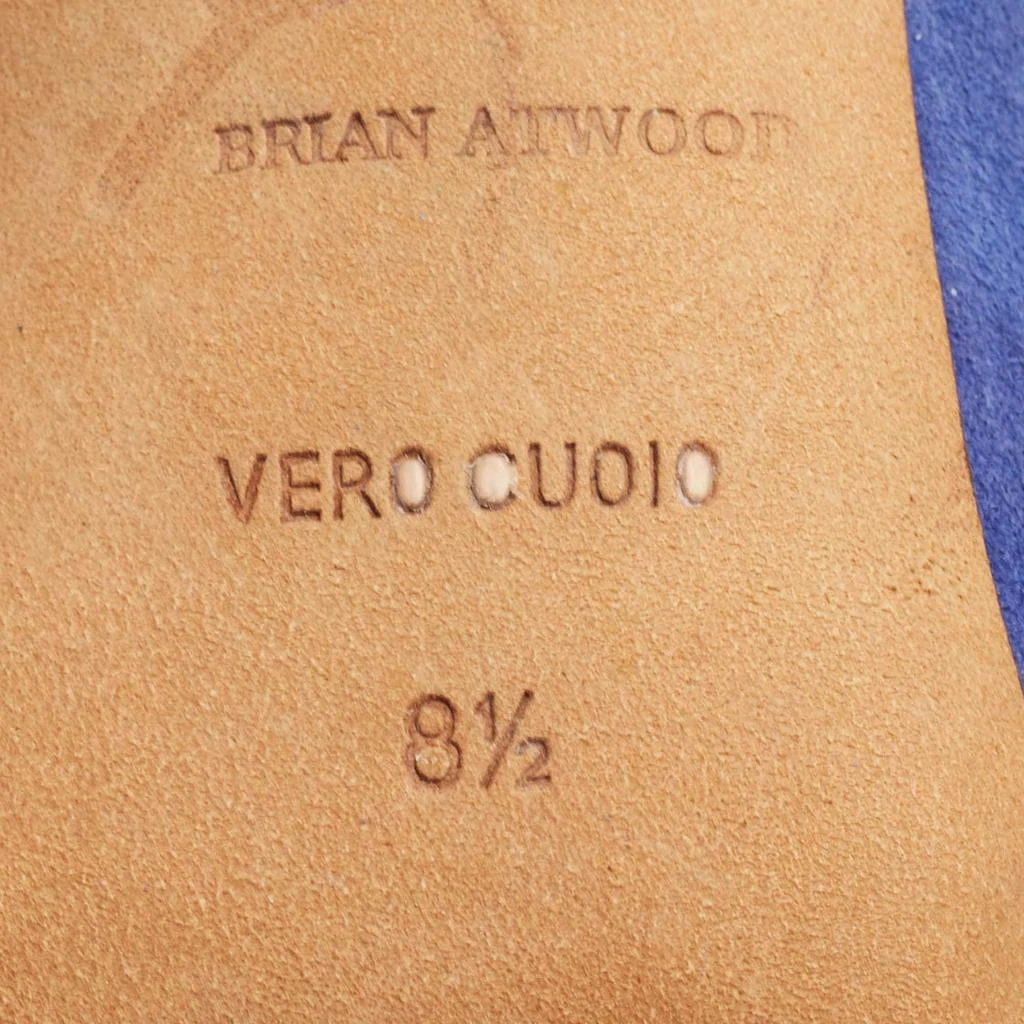 BRIAN ATWOOD
VERO CUOIO
8½